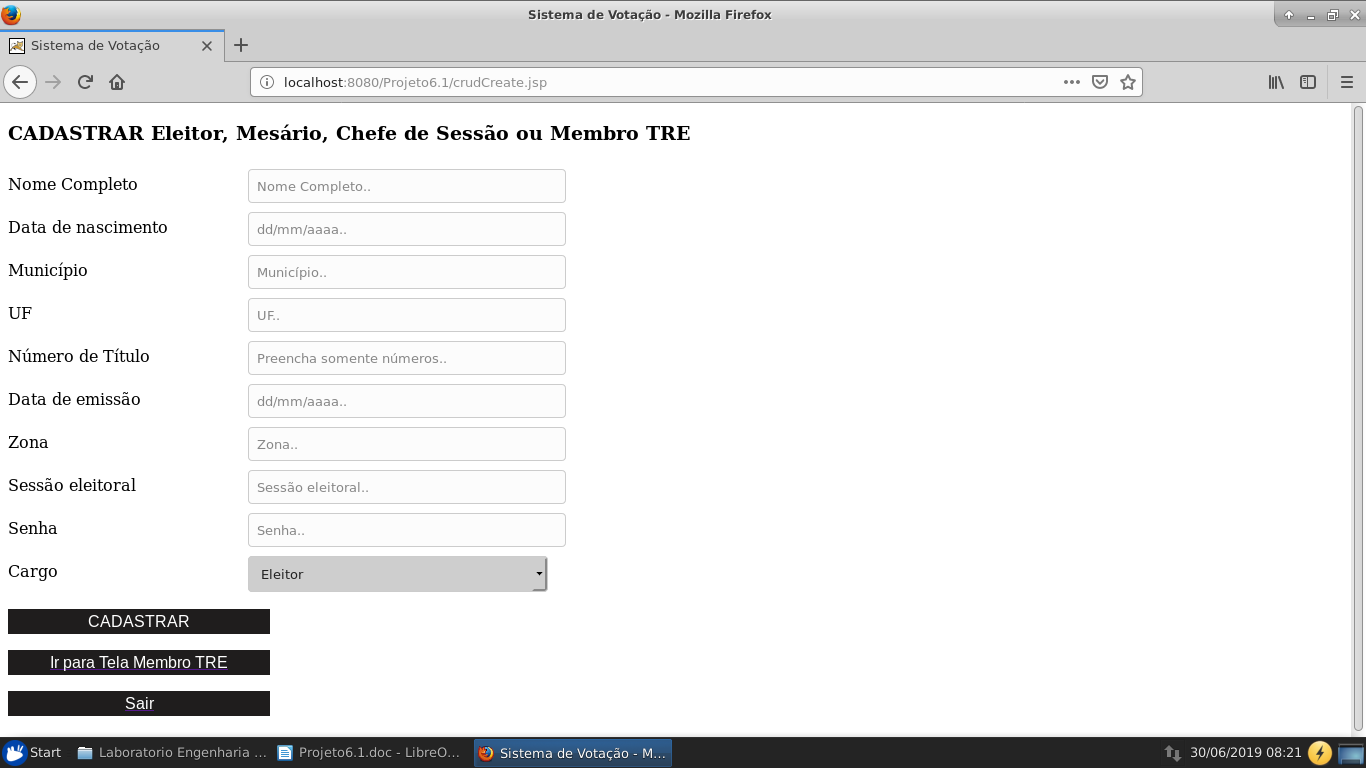 Sistema de Votação - Mozilla Firefox
Sistema de Votação
localhost:8080/Projeto6.1/crudCreate.jsp
CADASTRAR Eleitor, Mesário, Chefe de Sessão ou Membro TRE
Nome Completo Nome Completo..
Data de nascimento dd/mm/aaaa..
Município Município..
UF UF..
Número de Título Preencha somente números..
Data de emissão dd/mm/aaaa..
Zona Zona..
Sessão eleitoral Sessão eleitoral..
Senha Senha..
Cargo Eleitor
CADASTRAR
Ir para Tela Membro TRE
Sair
Start Laboratorio Engenharia ... Projeto6.1.doc - LibreO... Sistema de Votação - M... 30/06/2019 08:21